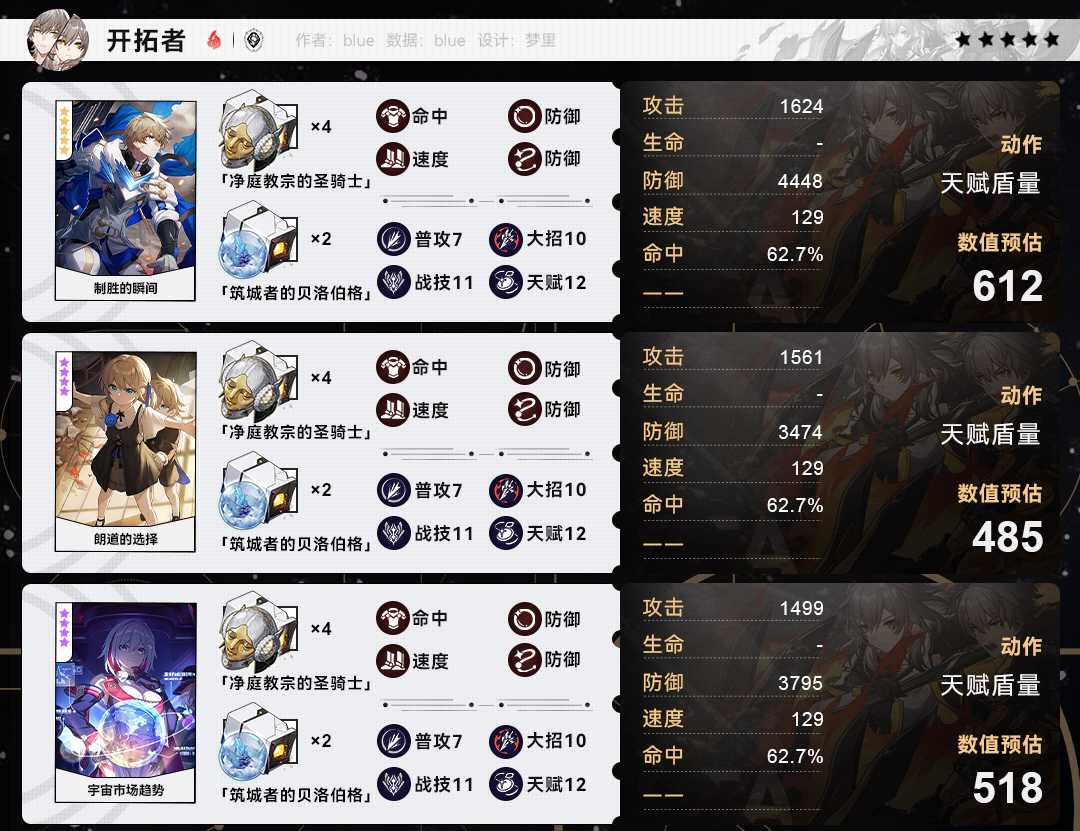 开拓者 作者: blue 数据: blue 设计: 梦里
制胜的瞬间
×4
「净庭教宗的圣骑士」
×2
「筑城者的贝洛伯格」
命中 防御
速度 防御
普攻7 大招10
战技11 天赋12
攻击 1624
生命 -
防御 4448
速度 129
命中 62.7%
——
动作
天赋盾量
数值预估
612
朗道的选择
×4
「净庭教宗的圣骑士」
×2
「筑城者的贝洛伯格」
命中 防御
速度 防御
普攻7 大招10
战技11 天赋12
攻击 1561
生命 -
防御 3474
速度 129
命中 62.7%
——
动作
天赋盾量
数值预估
485
宇宙市场趋势
×4
「净庭教宗的圣骑士」
×2
「筑城者的贝洛伯格」
命中 防御
速度 防御
普攻7 大招10
战技11 天赋12
攻击 1499
生命 -
防御 3795
速度 129
命中 62.7%
——
动作
天赋盾量
数值预估
518